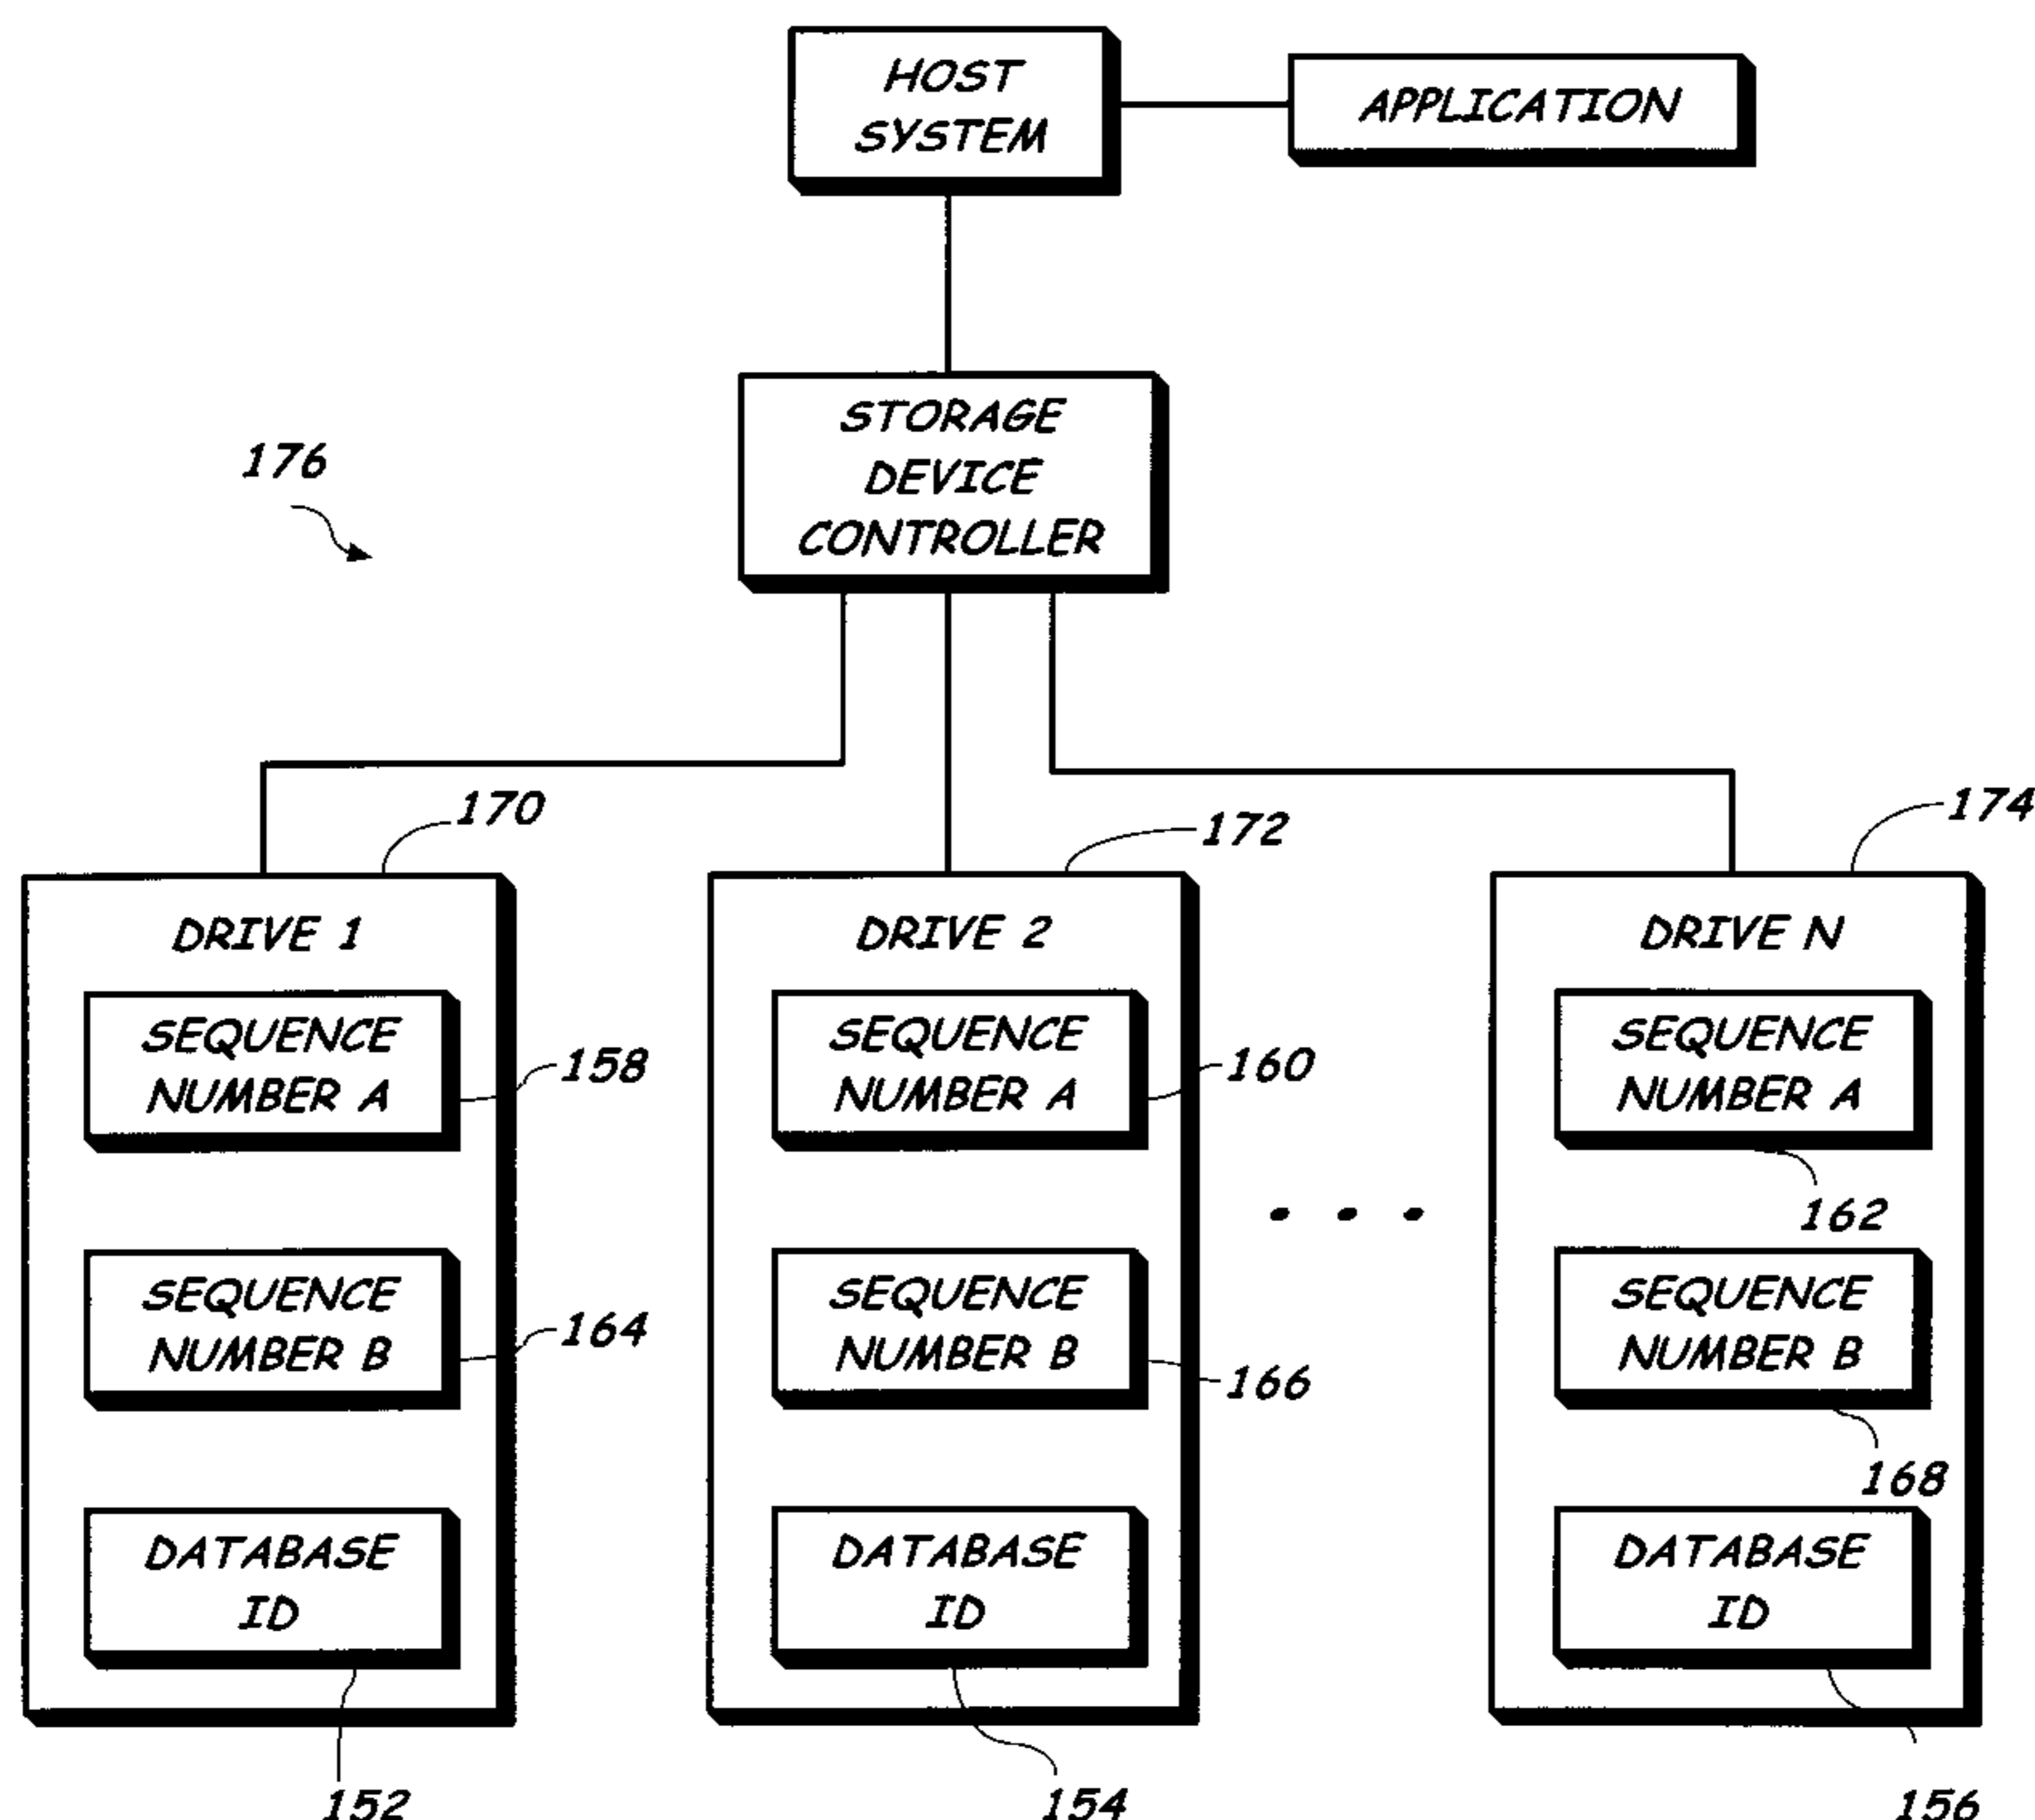 HOST
SYSTEM
APPLICATION
STORAGE
DEVICE
CONTROLLER
176
170
172
174
DRIVE 1
DRIVE 2
DRIVE N
SEQUENCE
NUMBER A
158
SEQUENCE
NUMBER A
160
SEQUENCE
NUMBER A
162
SEQUENCE
NUMBER B
164
SEQUENCE
NUMBER B
166
SEQUENCE
NUMBER B
168
DATABASE
ID
DATABASE
ID
DATABASE
ID
152
154
156